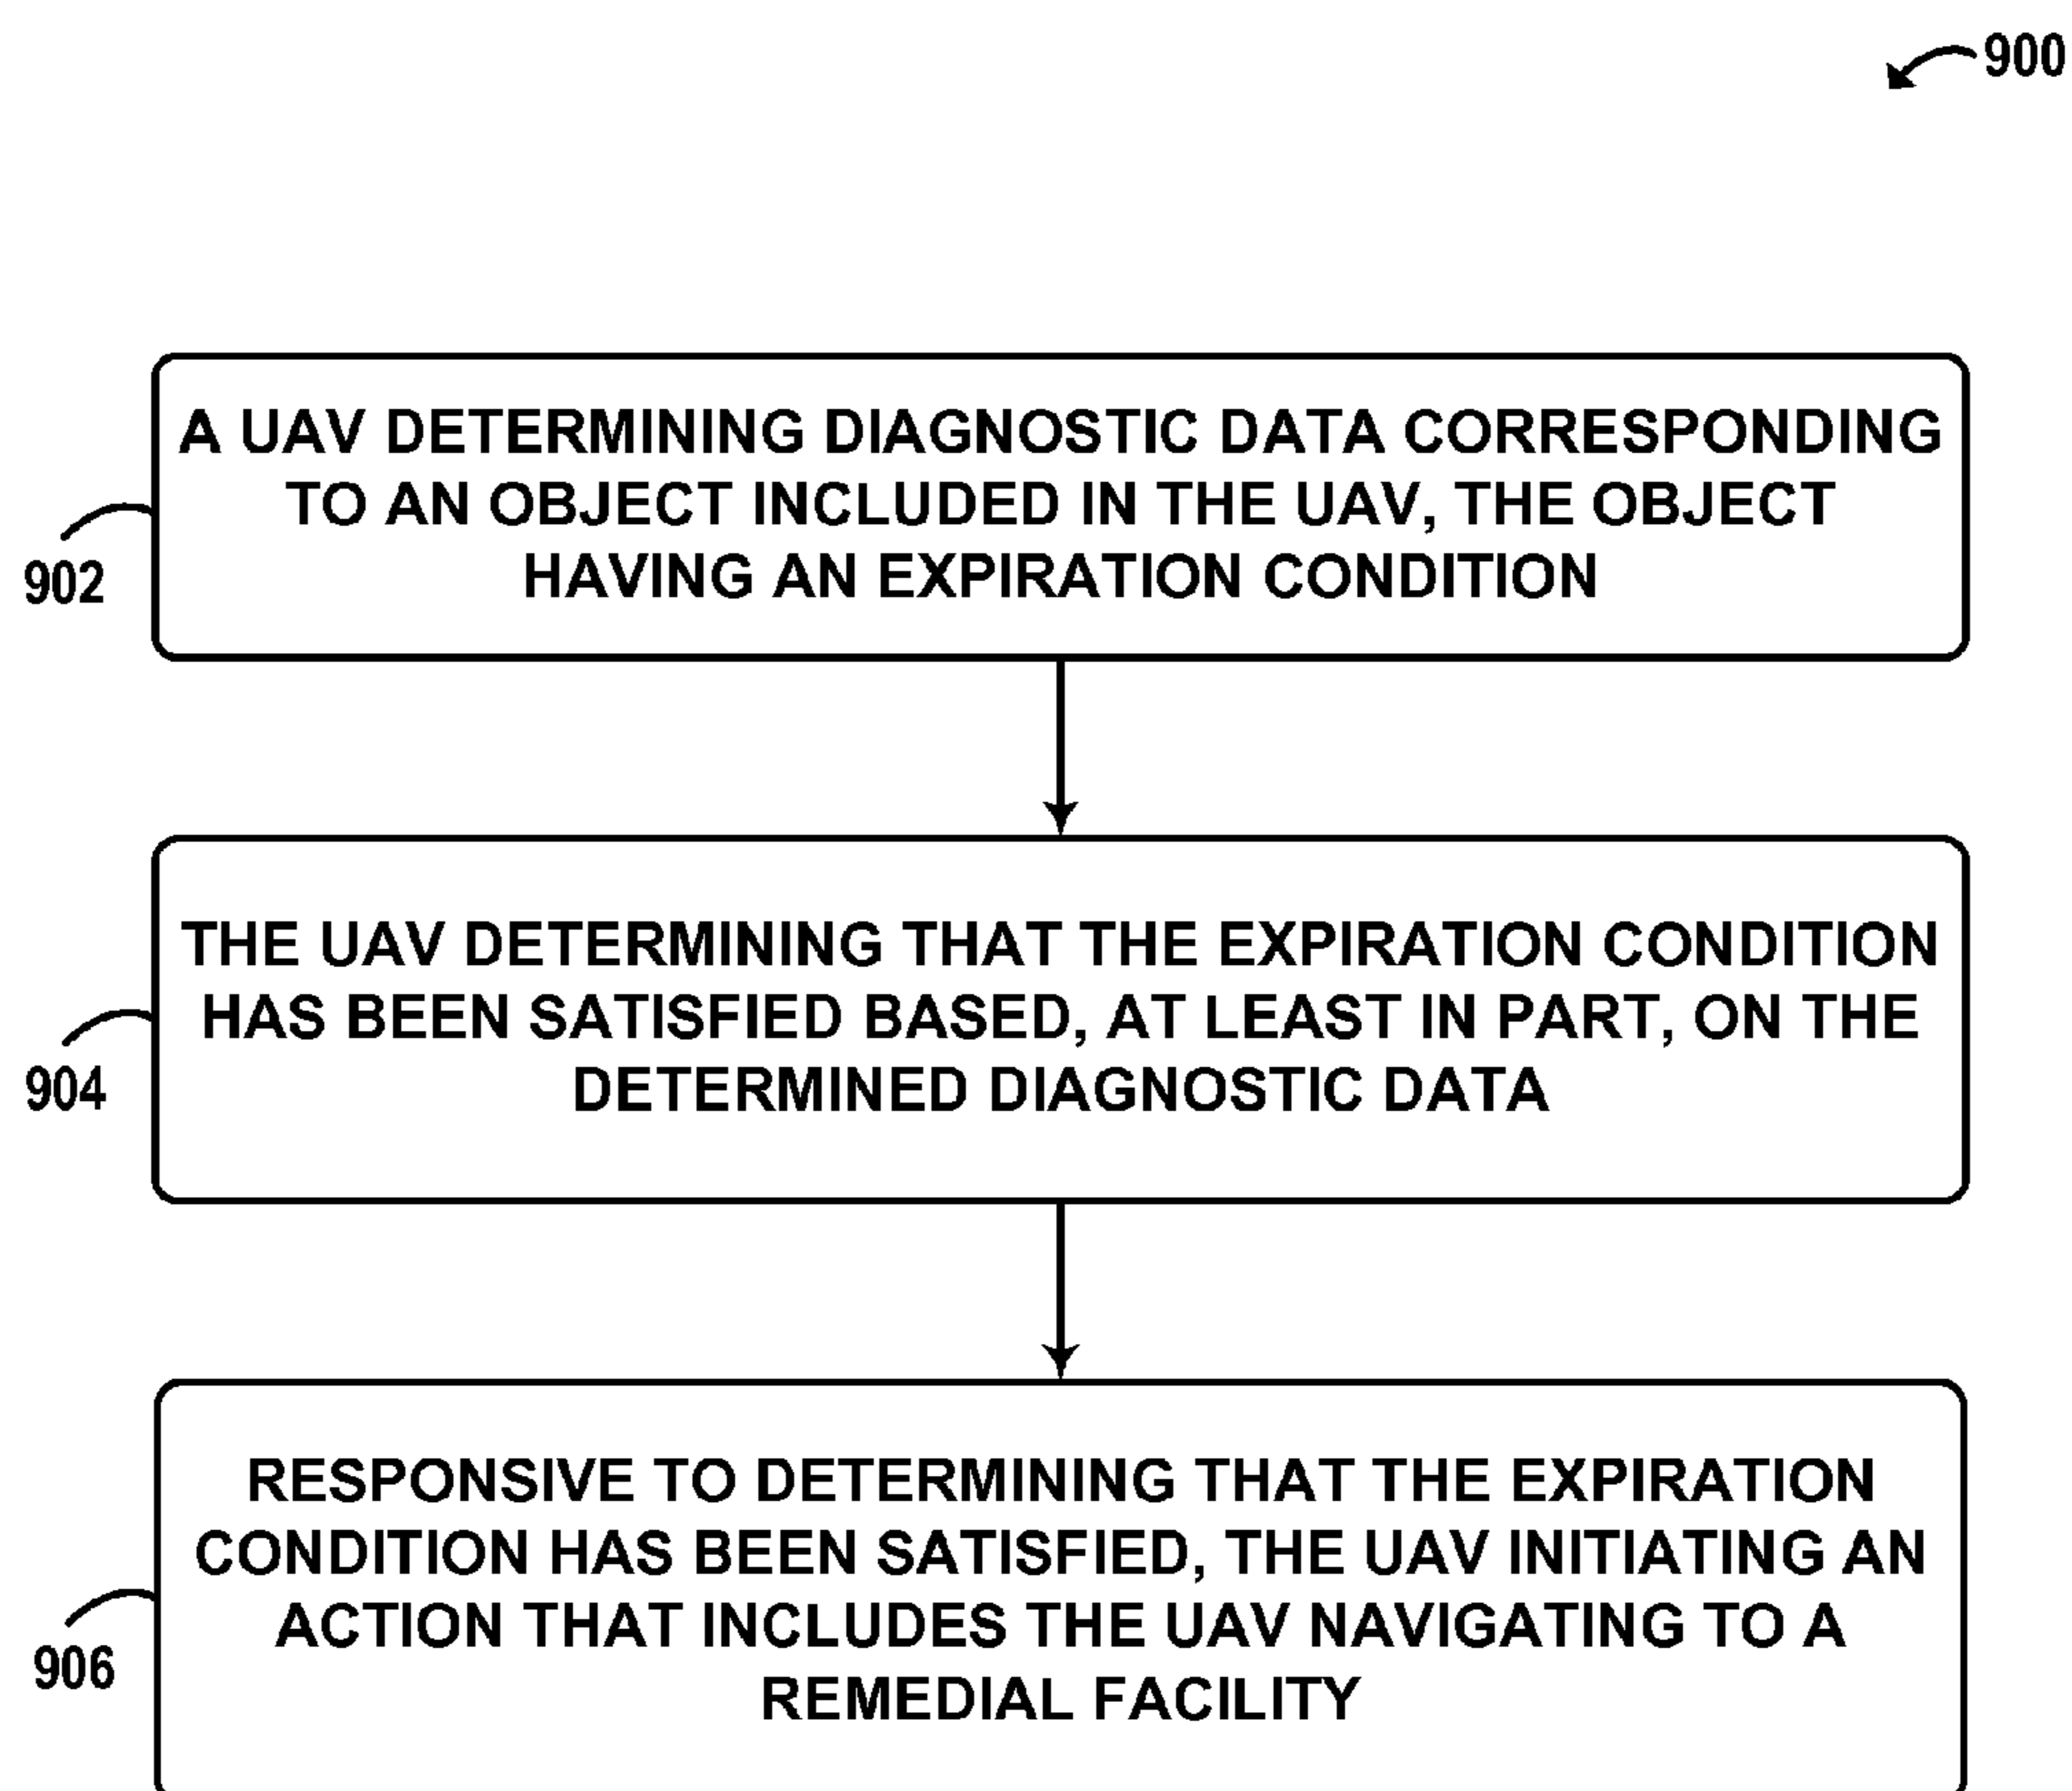 900
A UAV DETERMINING DIAGNOSTIC DATA CORRESPONDING
TO AN OBJECT INCLUDED IN THE UAV, THE OBJECT
HAVING AN EXPIRATION CONDITION
902
THE UAV DETERMINING THAT THE EXPIRATION CONDITION
HAS BEEN SATISFIED BASED, AT LEAST IN PART, ON THE
DETERMINED DIAGNOSTIC DATA
904
RESPONSIVE TO DETERMINING THAT THE EXPIRATION
CONDITION HAS BEEN SATISFIED, THE UAV INITIATING AN
ACTION THAT INCLUDES THE UAV NAVIGATING TO A
REMEDIAL FACILITY
906